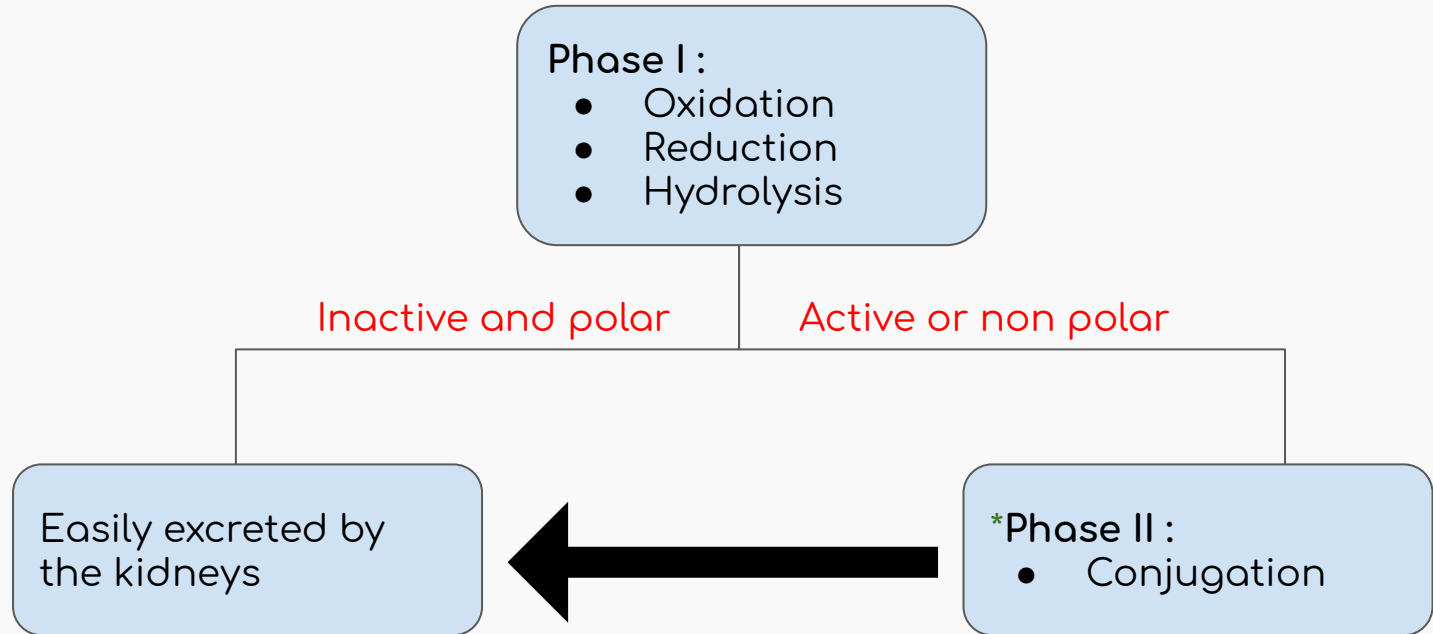 Phase I :
● Oxidation
● Reduction
● Hydrolysis
Inactive and polar
Active or non polar
Easily excreted by
the kidneys
*Phase II :
● Conjugation